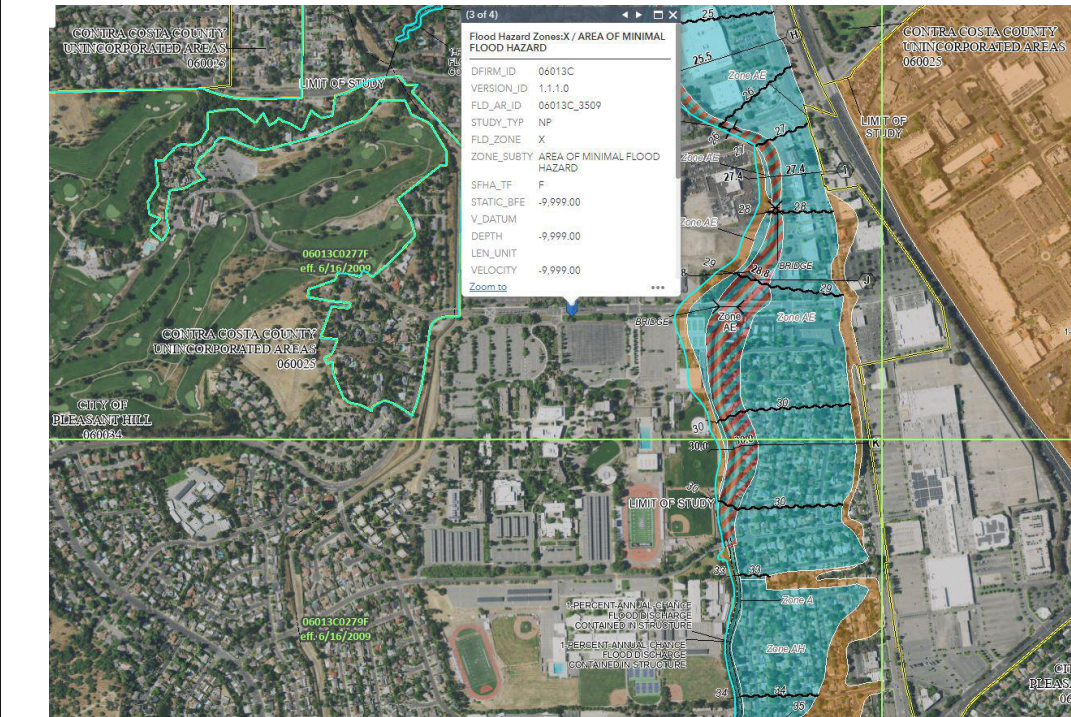 (3 of 4)
Flood Hazard Zones:X / AREA OF MINIMAL
FLOOD HAZARD
DFIRM_ID 06013C
VERSION_ID 1.1.1.0
FLD_AR_ID 06013C_3509
STUDY_TYP NP
FLD_ZONE X
ZONE_SUBTY AREA OF MINIMAL FLOOD
HAZARD
SFHA_TF F
STATIC_BFE -9,999.00
V_DATUM
DEPTH -9,999.00
LEN_UNIT
VELOCITY -9,999.00
Zoom to
CONTRA COSTA COUNTY
UNINCORPORATED AREAS
060025
LIMIT OF STUDY
06013C0277F
eff. 6/16/2009
CONTRA COSTA COUNTY
UNINCORPORATED AREAS
060025
CITY OF
PLEASANT HILL
060034
06013C0279F
eff. 6/16/2009
25
H
25.5
Zone AE
26
27
26
27
Zone AE
27.4
27.4
I
28
28
Zone AE
29
28.8
BRIDGE
29
J
BRIDGE
Zone
AE
Zone AE
30
30
30.0
30.0
K
30
30
LIMIT OF STUDY
33
33
Zone A
1-PERCENT-ANNUAL-CHANCE
FLOOD DISCHARGE
CONTAINED IN STRUCTURE
1-PERCENT-ANNUAL-CHANCE
FLOOD DISCHARGE
CONTAINED IN STRUCTURE
Zone AH
34
34
35
CONTRA COSTA COUNTY
UNINCORPORATED AREAS
060025
LIMIT OF
STUDY